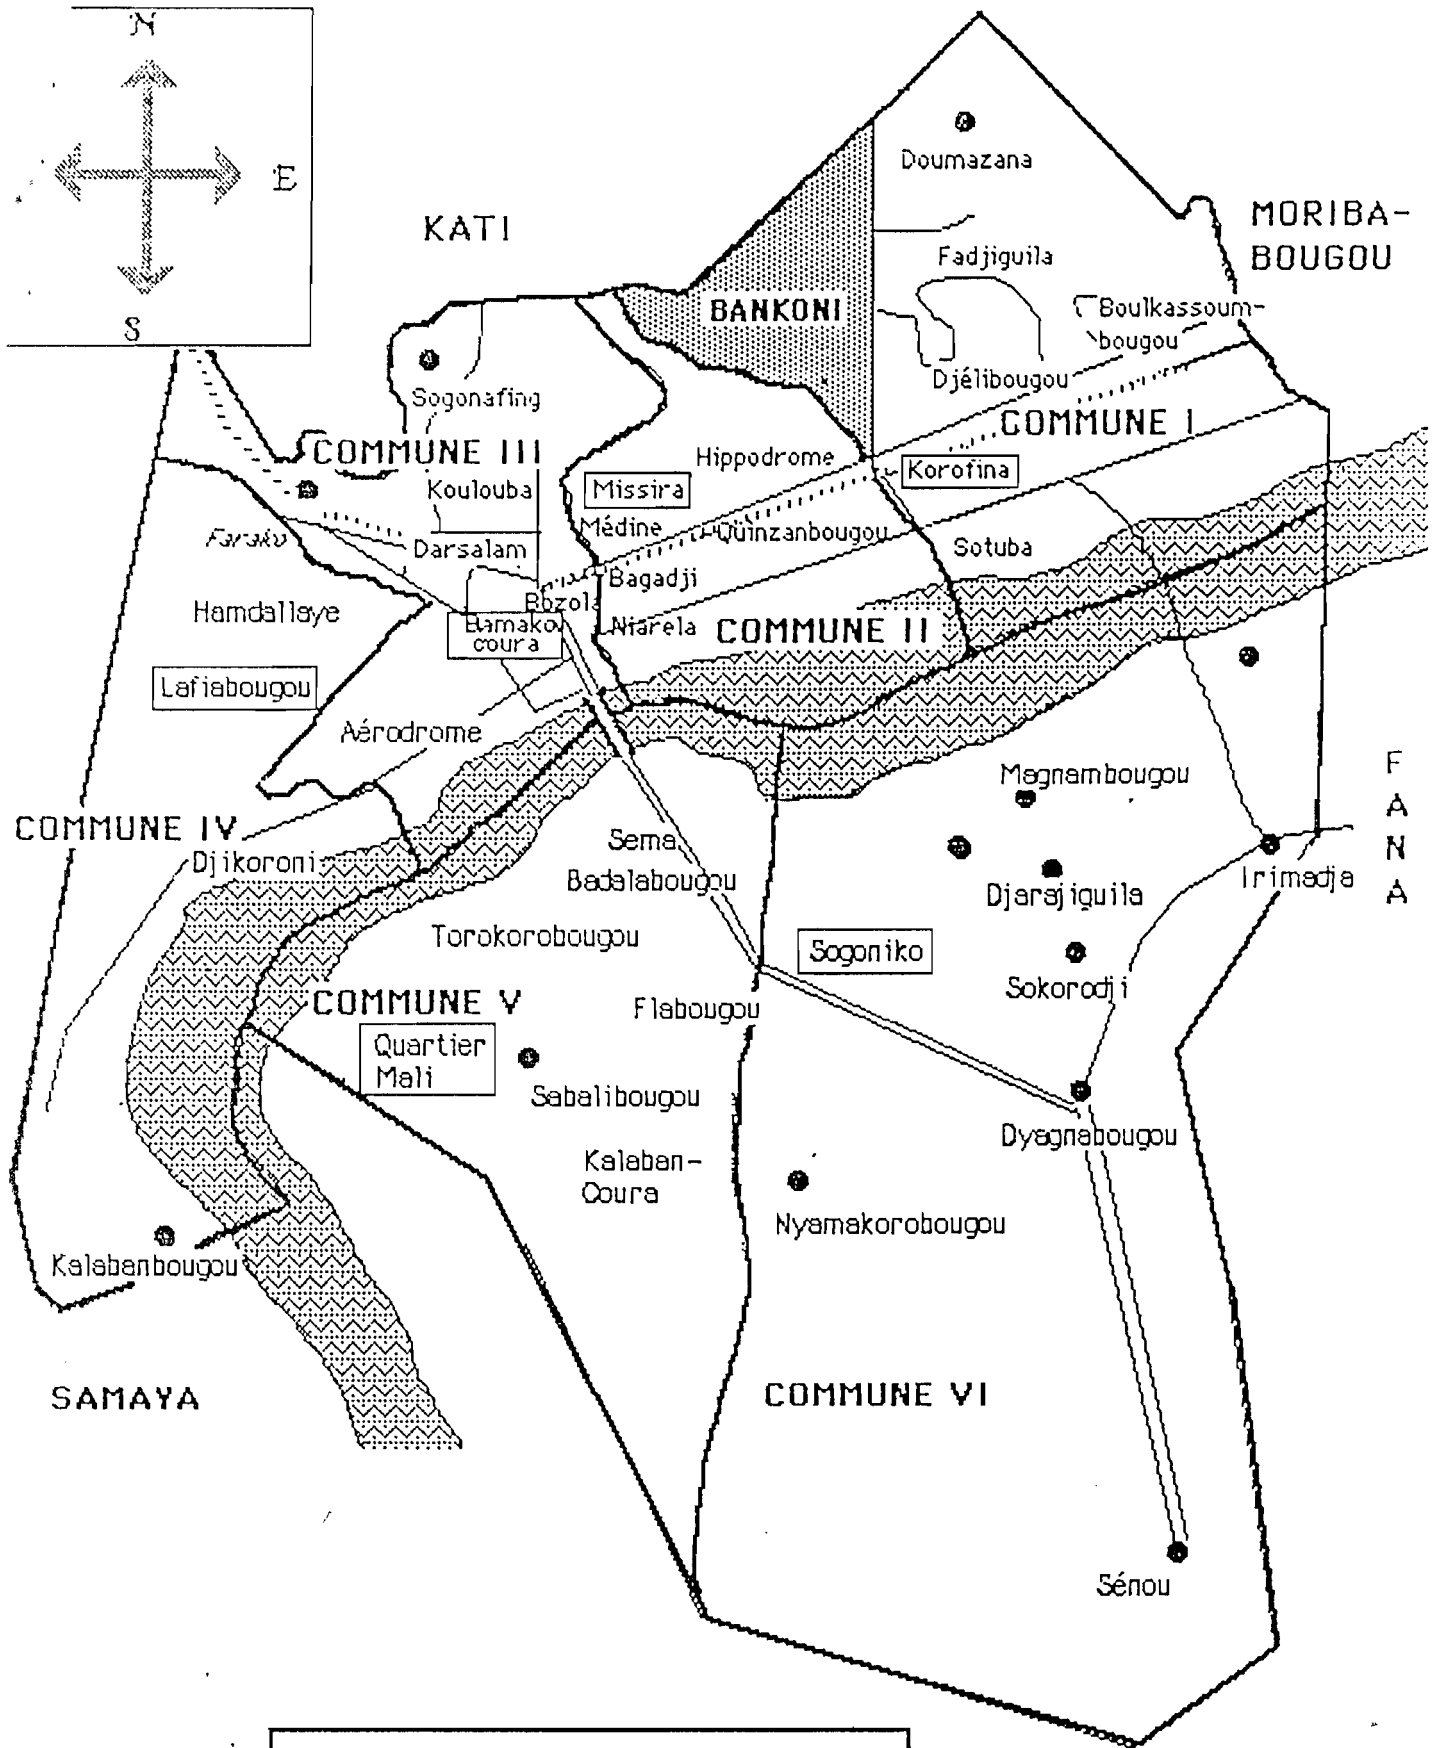 N
E
S
KATI
MORIBA-
BOUGOU
Doumazana
Fadjiguila
BANKONI
Boulkassoum-
bougou
Djélibougou
Sogonafing
COMMUNE I
COMMUNE III
Hippodrome
Korofina
Koulouba
Missira
Médine
Quinzanbougou
Farako
Darsalam
Sotuba
Bagadji
Bozola
Hamdallaye
Bamako
coura
Niarela
COMMUNE II
Lafiabougou
Aérodrome
Magnambougou
F
A
N
A
COMMUNE IV
Djikoroni
Sema
Badalabougou
Djarajiguila
Irimadja
Torokorobougou
Sogoniko
Sokorodji
COMMUNE V
Flabougou
Quartier
Mali
Sabalibougou
Dyagnabougou
Kalaban-
Coura
Nyamakorobougou
Kalabanbougou
SAMAYA
COMMUNE VI
Sénou